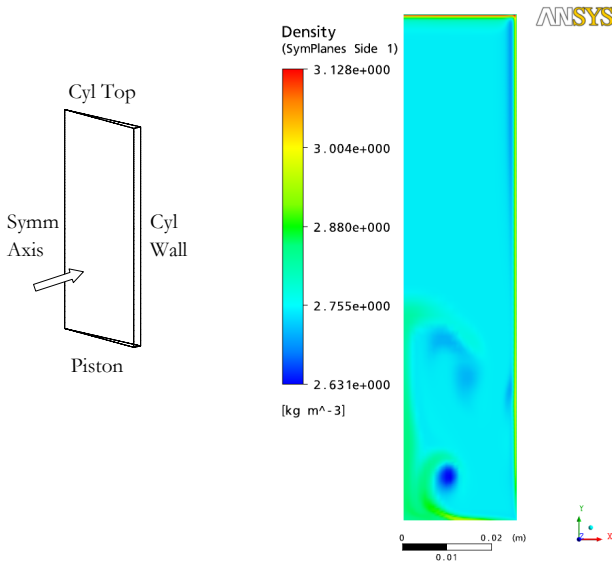 ANSYS
Density
(SymPlanes Side 1)
3.128e+000
3.004e+000
2.880e+000
2.755e+000
2.631e+000
[kg m^-3]
Cyl Top
Symm
Axis
Cyl
Wall
Piston
0
0.02
(m)
0.01
Y
Z
X